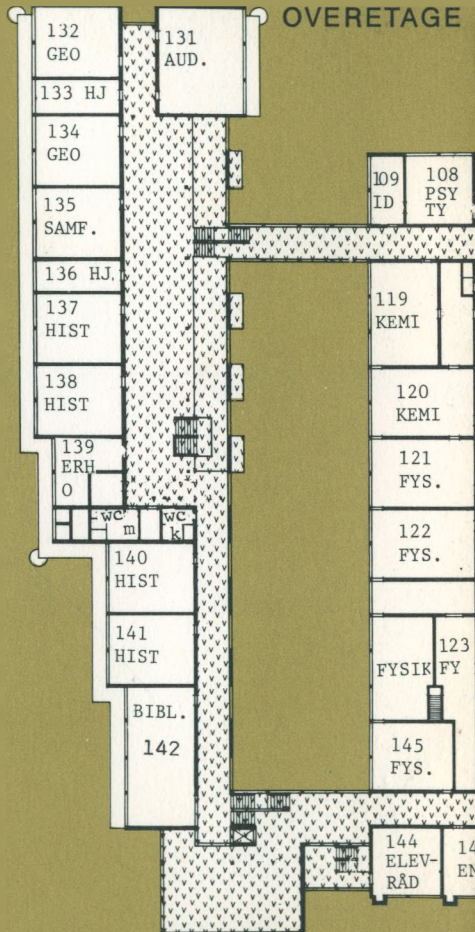 OVERETAGE
132
GEO
131
AUD.
133 HJ
134
GEO
135
SAMF.
136 HJ.
137
HIST
138
HIST
139
ERH
O
wc
m
wc
k
140
HIST
141
HIST
BIBL.
142
109
ID
108
PSY
TY
119
KEMI
120
KEMI
121
FYS.
122
FYS.
FYSIK
123
FY
145
FYS.
144
ELEV-
RÅD
14
EN